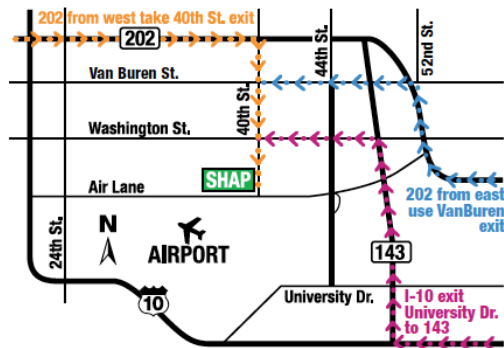 202 from west take 40th St. exit
202
Van Buren St.
44th St.
52nd St.
40th St.
Washington St.
SHAP
Air Lane
202 from east
use VanBuren
exit
24th St.
N
AIRPORT
143
10
University Dr.
I-10 exit
University Dr.
to 143